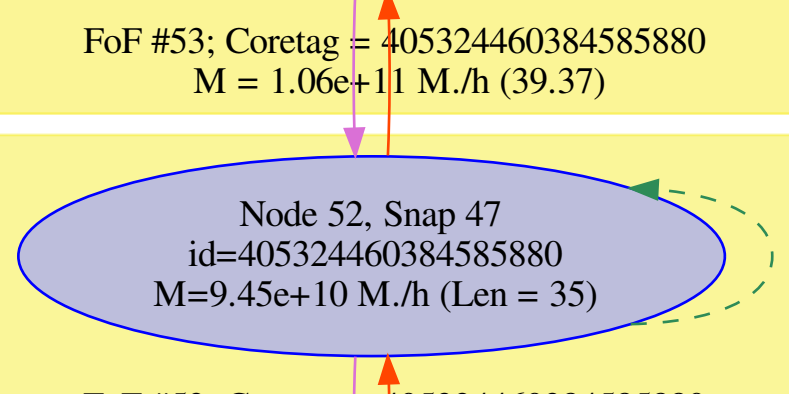 FoF #53; Coretag = 405324460384585880
M = 1.06e+11 M./h (39.37)
Node 52, Snap 47
id=405324460384585880
M=9.45e+10 M./h (Len = 35)